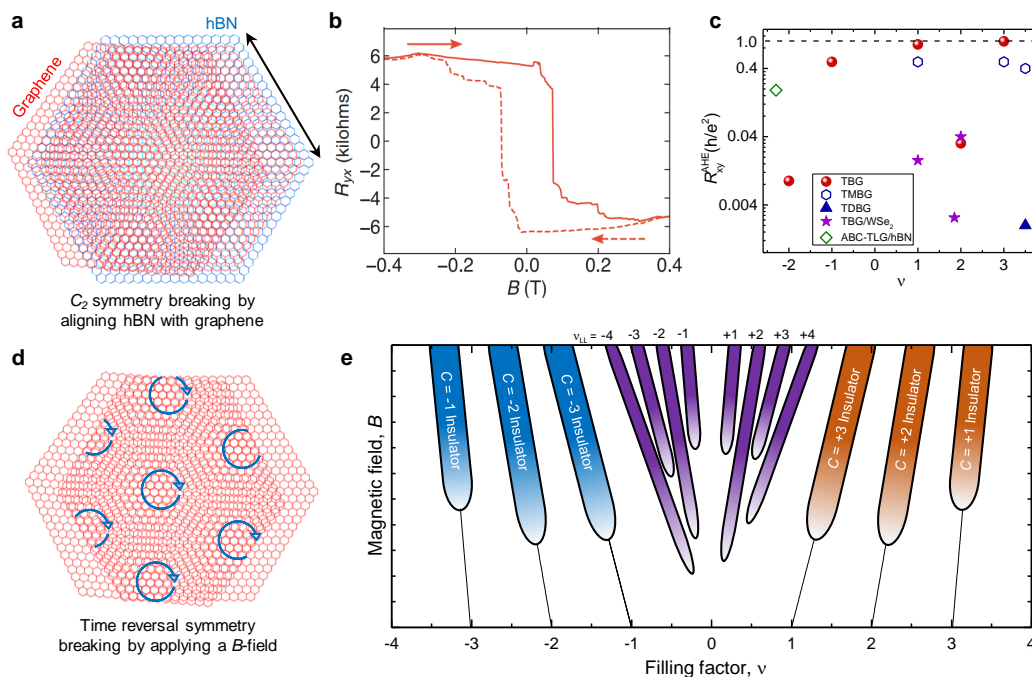 a
hBN
Graphene
C₂ symmetry breaking by
aligning hBN with graphene
b
6
4
2
0
−2
−4
−6
Ryx (kilohms)
−0.4 −0.2 0.0 0.2 0.4
B (T)
c
1.0
0.4
0.04
0.004
R_xy^AHE(h/e²)
TBG
TMBG
TDBG
TBG/WSe₂
ABC-TLG/hBN
-2 -1 0 1 2 3
ν
d
Time reversal symmetry
breaking by applying a B-field
e
ν_LL= -4 -3 -2 -1 +1 +2 +3 +4
C = -1 Insulator
C = -2 Insulator
C = -3 Insulator
C = +3 Insulator
C = +2 Insulator
C = +1 Insulator
Magnetic field, B
-4 -3 -2 -1 0 1 2 3 4
Filling factor, ν